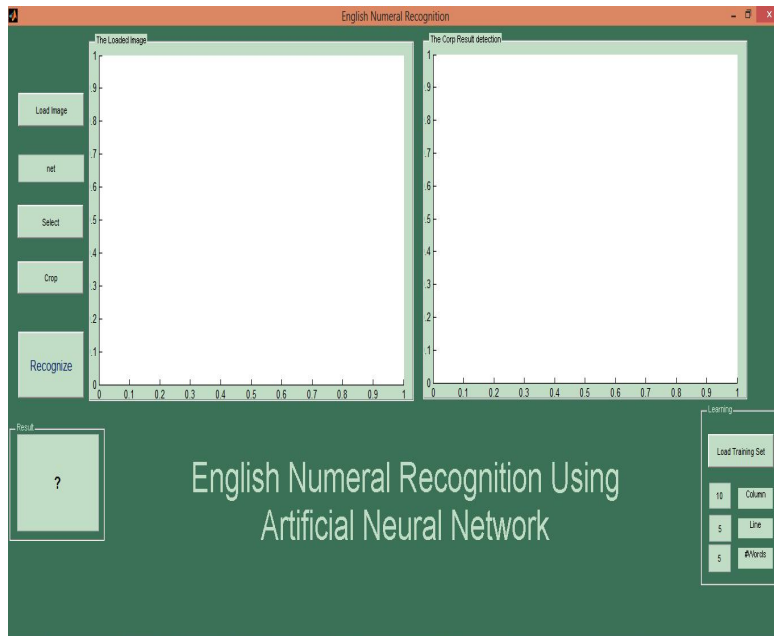 English Numeral Recognition
The Loaded Image
1
.9
.8
.7
.6
.5
.4
.3
.2
.1
0
0 0.1 0.2 0.3 0.4 0.5 0.6 0.7 0.8 0.9 1
The Corp Result detection
1
.9
.8
.7
.6
.5
.4
.3
.2
.1
0
0 0.1 0.2 0.3 0.4 0.5 0.6 0.7 0.8 0.9 1
Load Image
net
Select
Crop
Recognize
Result
?
English Numeral Recognition Using
Artificial Neural Network
Learning
Load Training Set
10 Column
5 Line
5 #Words